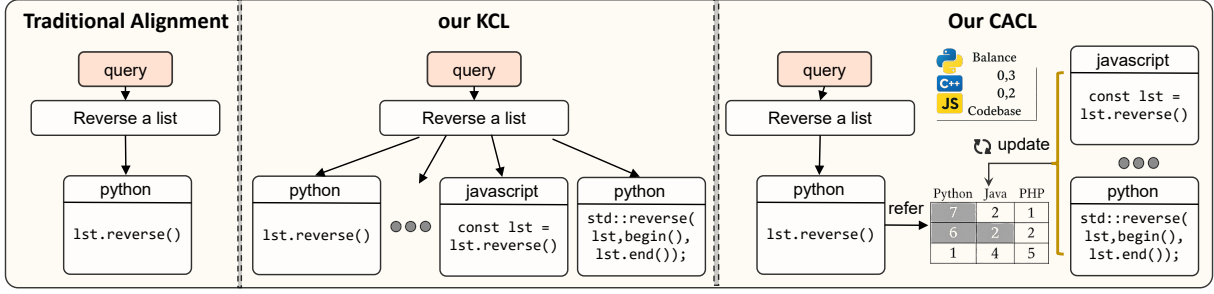 Traditional Alignment
query
Reverse a list
python
lst.reverse()
our KCL
query
Reverse a list
python
lst.reverse()
javascript
const lst =
lst.reverse()
python
std::reverse(
lst,begin(),
lst.end());
Our CACL
query
Reverse a list
python
lst.reverse()
refer
C++
JS
Balance
0,3
0,2
Codebase
update
Python Java PHP
7 2 1
6 2 2
1 4 5
javascript
const lst =
lst.reverse()
python
std::reverse(
lst,begin(),
lst.end());